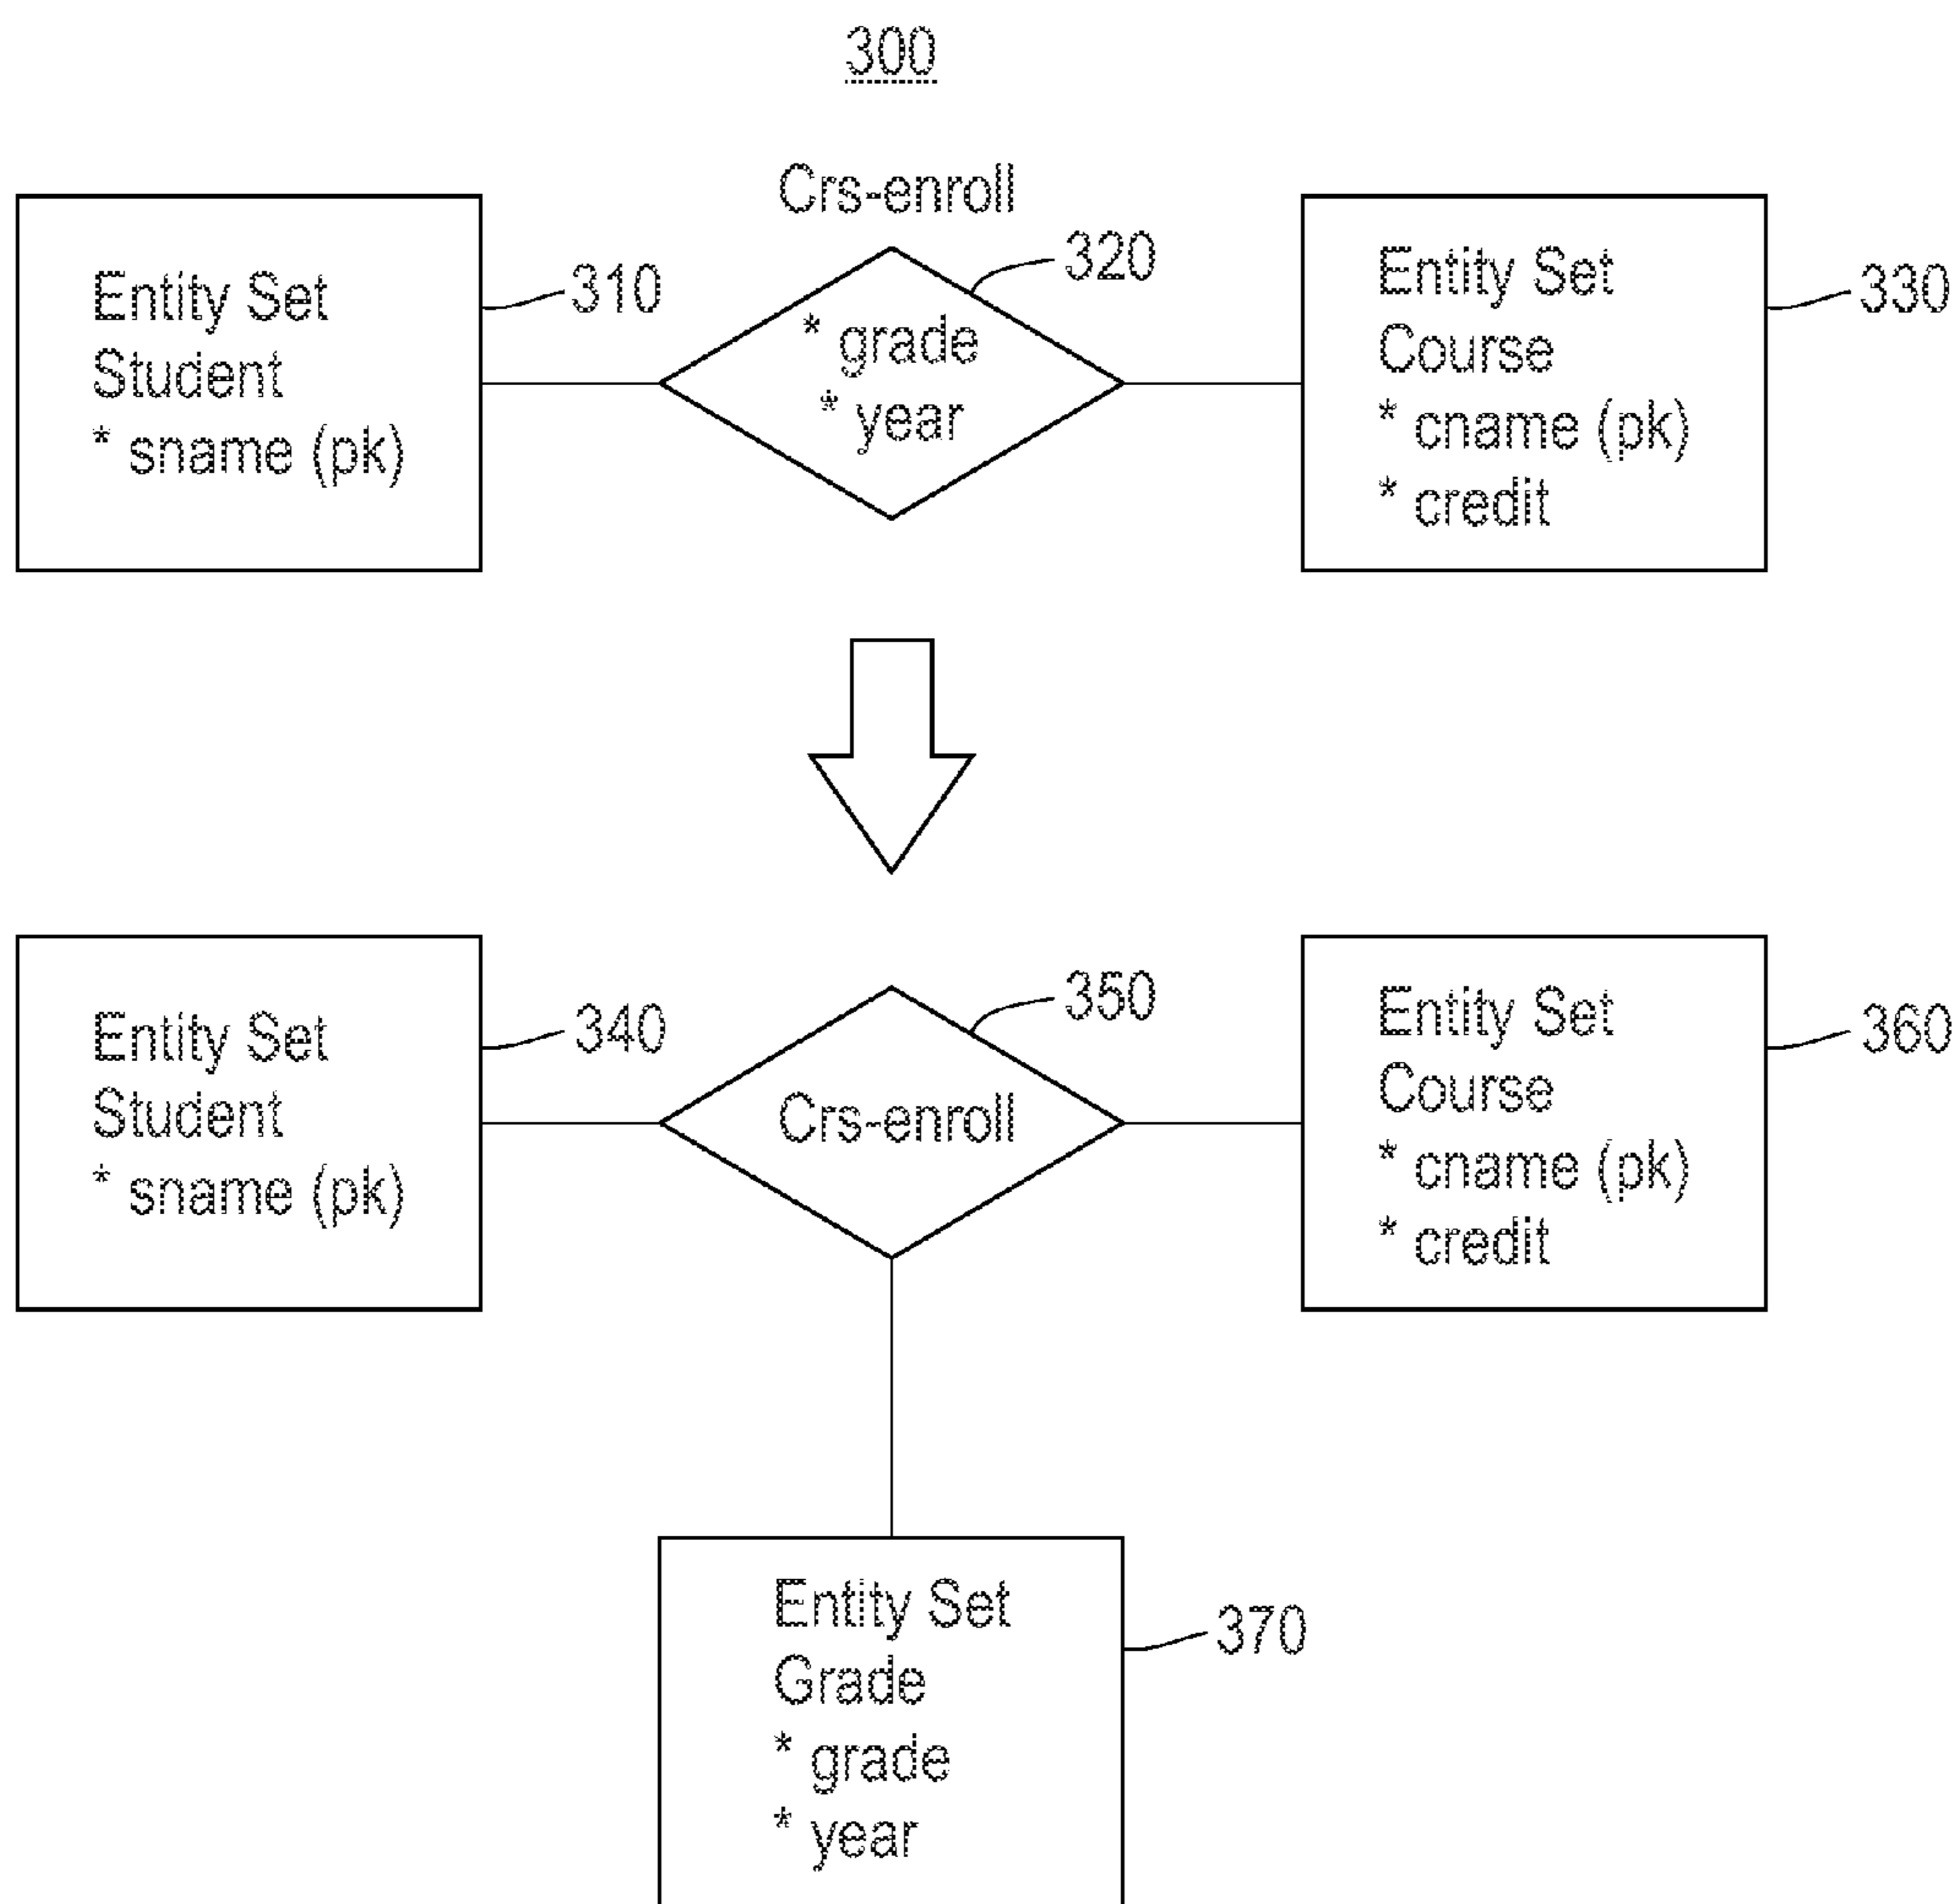 300
Crs-enroll
Entity Set
Student
* sname (pk)
310
320
* grade
* year
Entity Set
Course
* cname (pk)
* credit
330
Entity Set
Student
* sname (pk)
340
350
Crs-enroll
Entity Set
Course
* cname (pk)
* credit
360
Entity Set
Grade
* grade
* year
370